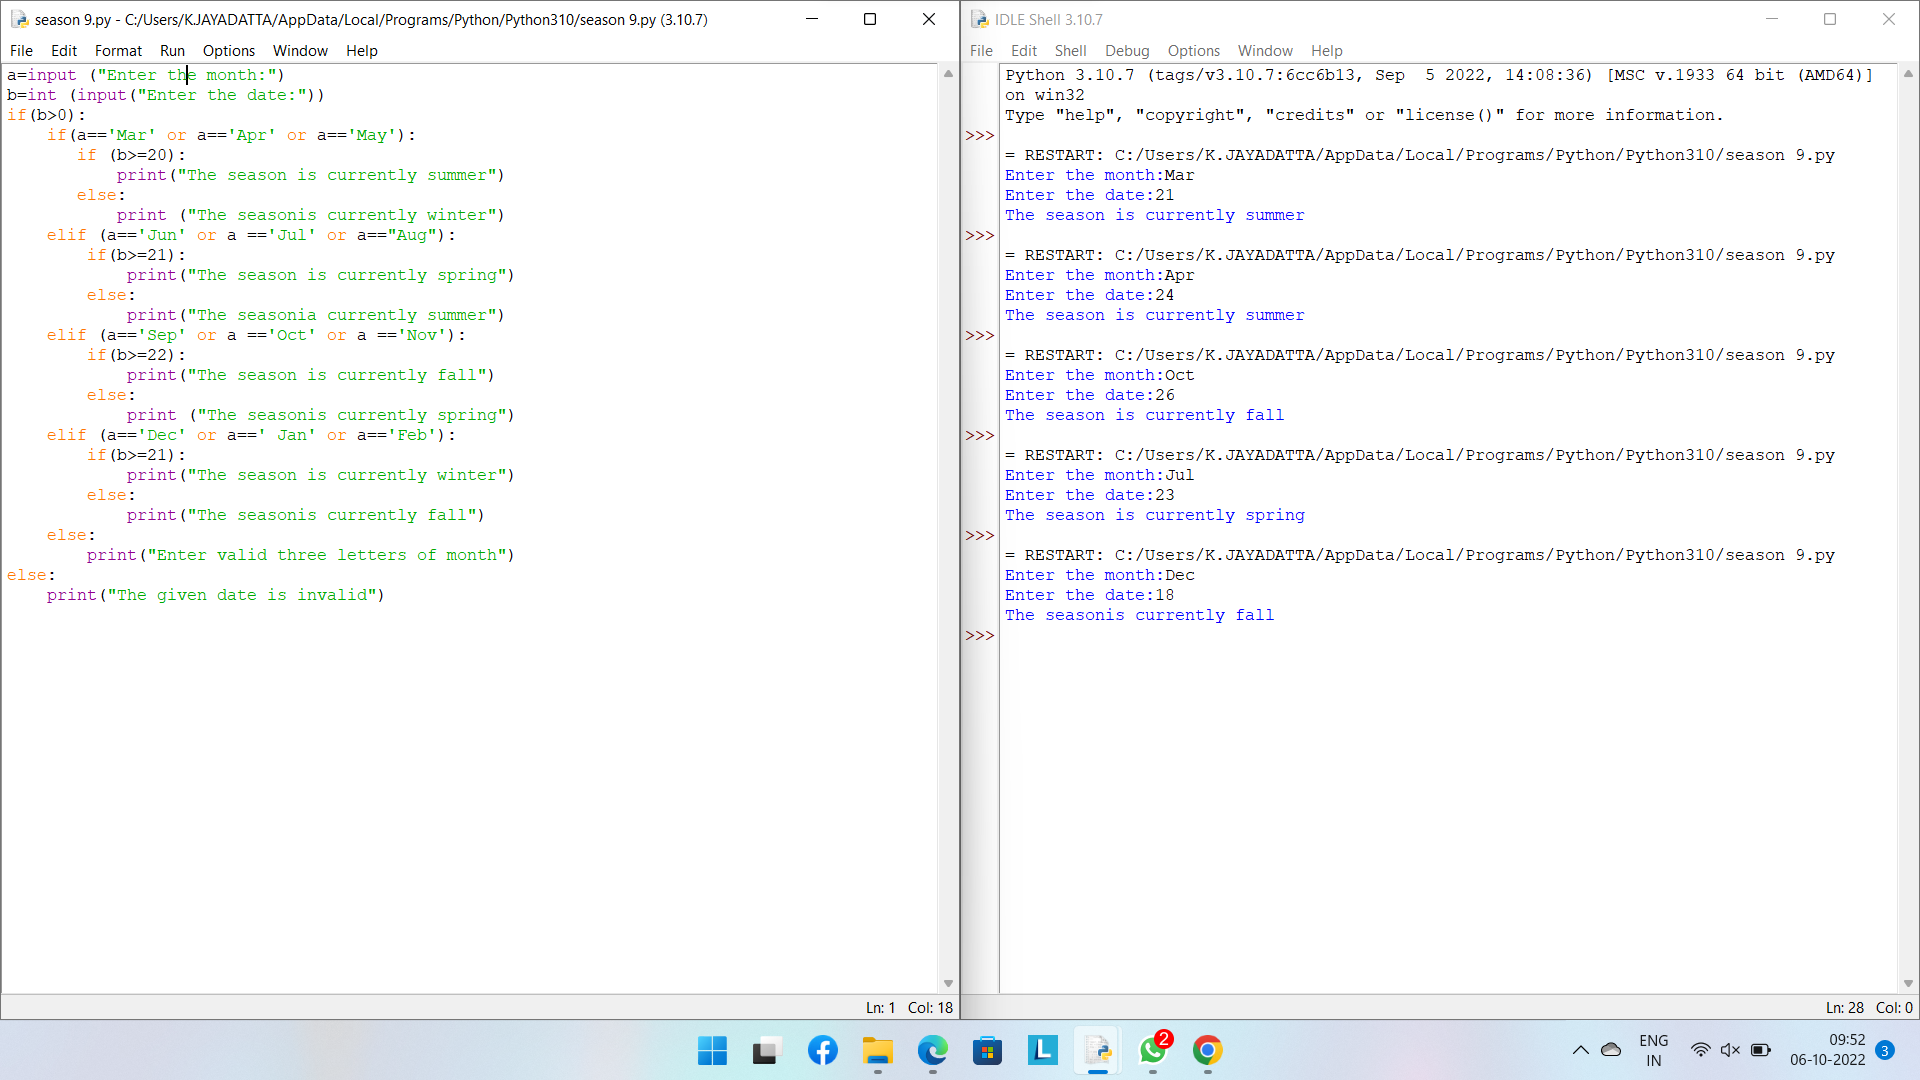 season 9.py - C:/Users/K.JAYADATTA/AppData/Local/Programs/Python/Python310/season 9.py (3.10.7)
File Edit Format Run Options Window Help
a=input ("Enter the month:")
b=int (input("Enter the date:"))
if(b>0):
    if(a=='Mar' or a=='Apr' or a=='May'):
       if (b>=20):
           print("The season is currently summer")
       else:
           print ("The seasonis currently winter")
    elif (a=='Jun' or a =='Jul' or a=="Aug"):
        if(b>=21):
            print("The season is currently spring")
        else:
            print("The seasonia currently summer")
    elif (a=='Sep' or a =='Oct' or a =='Nov'):
        if(b>=22):
            print("The season is currently fall")
        else:
            print ("The seasonis currently spring")
    elif (a=='Dec' or a==' Jan' or a=='Feb'):
        if(b>=21):
            print("The season is currently winter")
        else:
            print("The seasonis currently fall")
    else:
        print("Enter valid three letters of month")
else:
    print("The given date is invalid")
Ln: 1 Col: 18
IDLE Shell 3.10.7
File Edit Shell Debug Options Window Help
Python 3.10.7 (tags/v3.10.7:6cc6b13, Sep  5 2022, 14:08:36) [MSC v.1933 64 bit (AMD64)]
on win32
Type "help", "copyright", "credits" or "license()" for more information.
>>>
= RESTART: C:/Users/K.JAYADATTA/AppData/Local/Programs/Python/Python310/season 9.py
Enter the month:Mar
Enter the date:21
The season is currently summer
>>>
= RESTART: C:/Users/K.JAYADATTA/AppData/Local/Programs/Python/Python310/season 9.py
Enter the month:Apr
Enter the date:24
The season is currently summer
>>>
= RESTART: C:/Users/K.JAYADATTA/AppData/Local/Programs/Python/Python310/season 9.py
Enter the month:Oct
Enter the date:26
The season is currently fall
>>>
= RESTART: C:/Users/K.JAYADATTA/AppData/Local/Programs/Python/Python310/season 9.py
Enter the month:Jul
Enter the date:23
The season is currently spring
>>>
= RESTART: C:/Users/K.JAYADATTA/AppData/Local/Programs/Python/Python310/season 9.py
Enter the month:Dec
Enter the date:18
The seasonis currently fall
>>>
Ln: 28 Col: 0
L
2
ENG
IN
09:52
06-10-2022
3